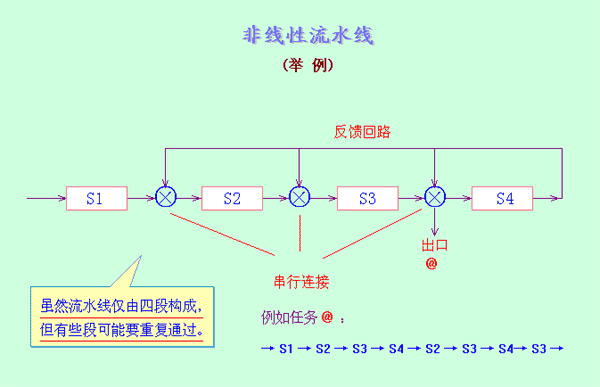 非线性流水线
(举 例)
反馈回路
S1 S2 S3 S4
出口
@
串行连接
虽然流水线仅由四段构成,
但有些段可能要重复通过。
例如任务 @ ：
→ S1 → S2 → S3 → S4 → S2 → S3 → S4→ S3 →